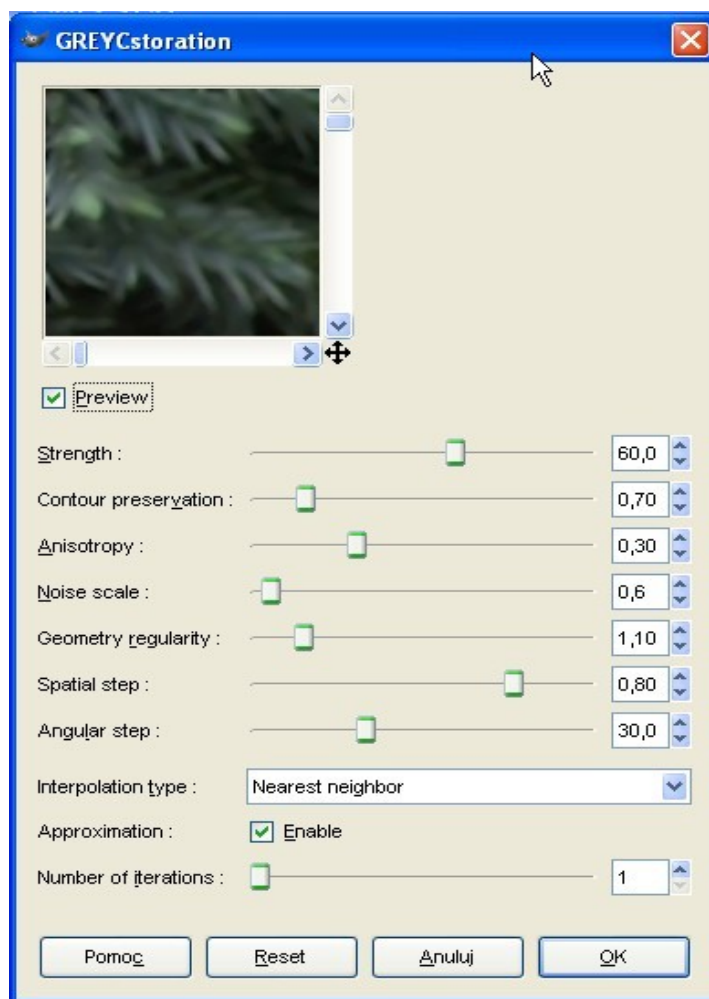 GREYCstoration
Preview
Strength :
60,0
Contour preservation :
0,70
Anisotropy :
0,30
Noise scale :
0,6
Geometry regularity :
1,10
Spatial step :
0,80
Angular step :
30,0
Interpolation type :
Nearest neighbor
Approximation :
Enable
Number of iterations :
1
Pomoc
Reset
Anuluj
OK